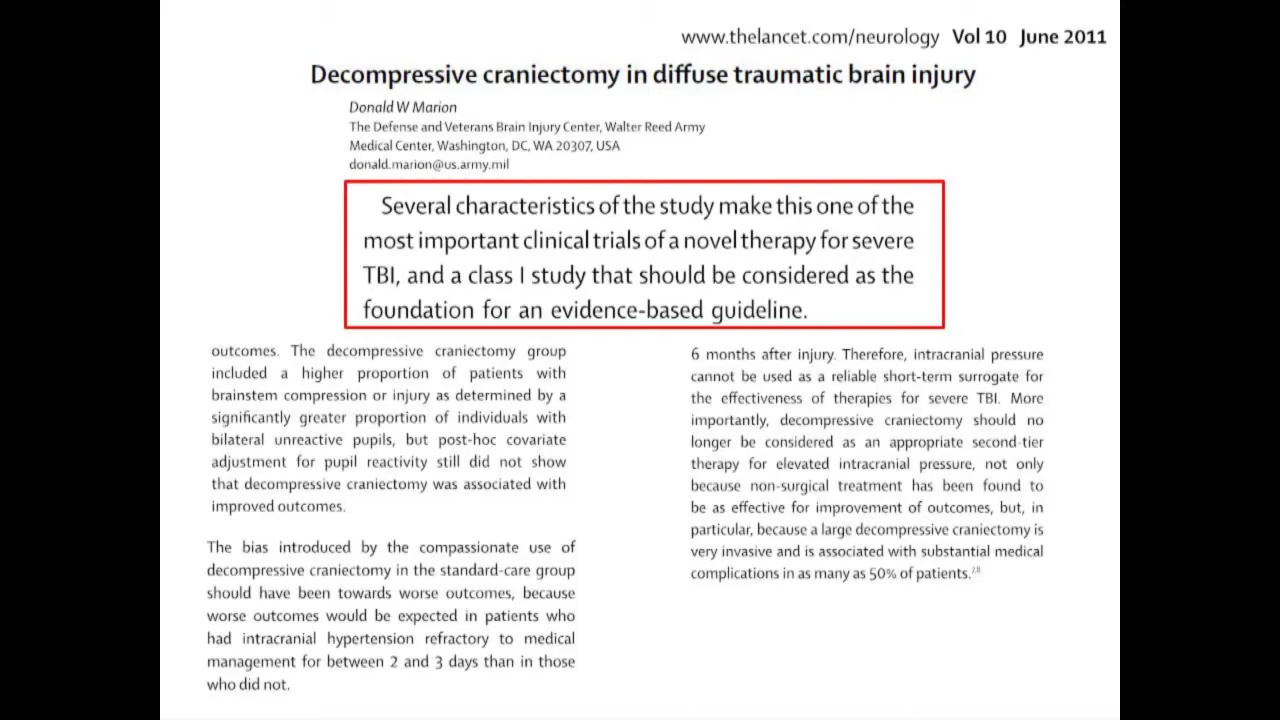 www.thelancet.com/neurology Vol 10 June 2011
Decompressive craniectomy in diffuse traumatic brain injury
Donald W Marion
The Defense and Veterans Brain Injury Center, Walter Reed Army
Medical Center, Washington, DC, WA 20307, USA
donald.marion@us.army.mil
Several characteristics of the study make this one of the
most important clinical trials of a novel therapy for severe
TBI, and a class I study that should be considered as the
foundation for an evidence-based guideline.
outcomes. The decompressive craniectomy group
included a higher proportion of patients with
brainstem compression or injury as determined by a
significantly greater proportion of individuals with
bilateral unreactive pupils, but post-hoc covariate
adjustment for pupil reactivity still did not show
that decompressive craniectomy was associated with
improved outcomes.
The bias introduced by the compassionate use of
decompressive craniectomy in the standard-care group
should have been towards worse outcomes, because
worse outcomes would be expected in patients who
had intracranial hypertension refractory to medical
management for between 2 and 3 days than in those
who did not.
6 months after injury. Therefore, intracranial pressure
cannot be used as a reliable short-term surrogate for
the effectiveness of therapies for severe TBI. More
importantly, decompressive craniectomy should no
longer be considered as an appropriate second-tier
therapy for elevated intracranial pressure, not only
because non-surgical treatment has been found to
be as effective for improvement of outcomes, but, in
particular, because a large decompressive craniectomy is
very invasive and is associated with substantial medical
complications in as many as 50% of patients.